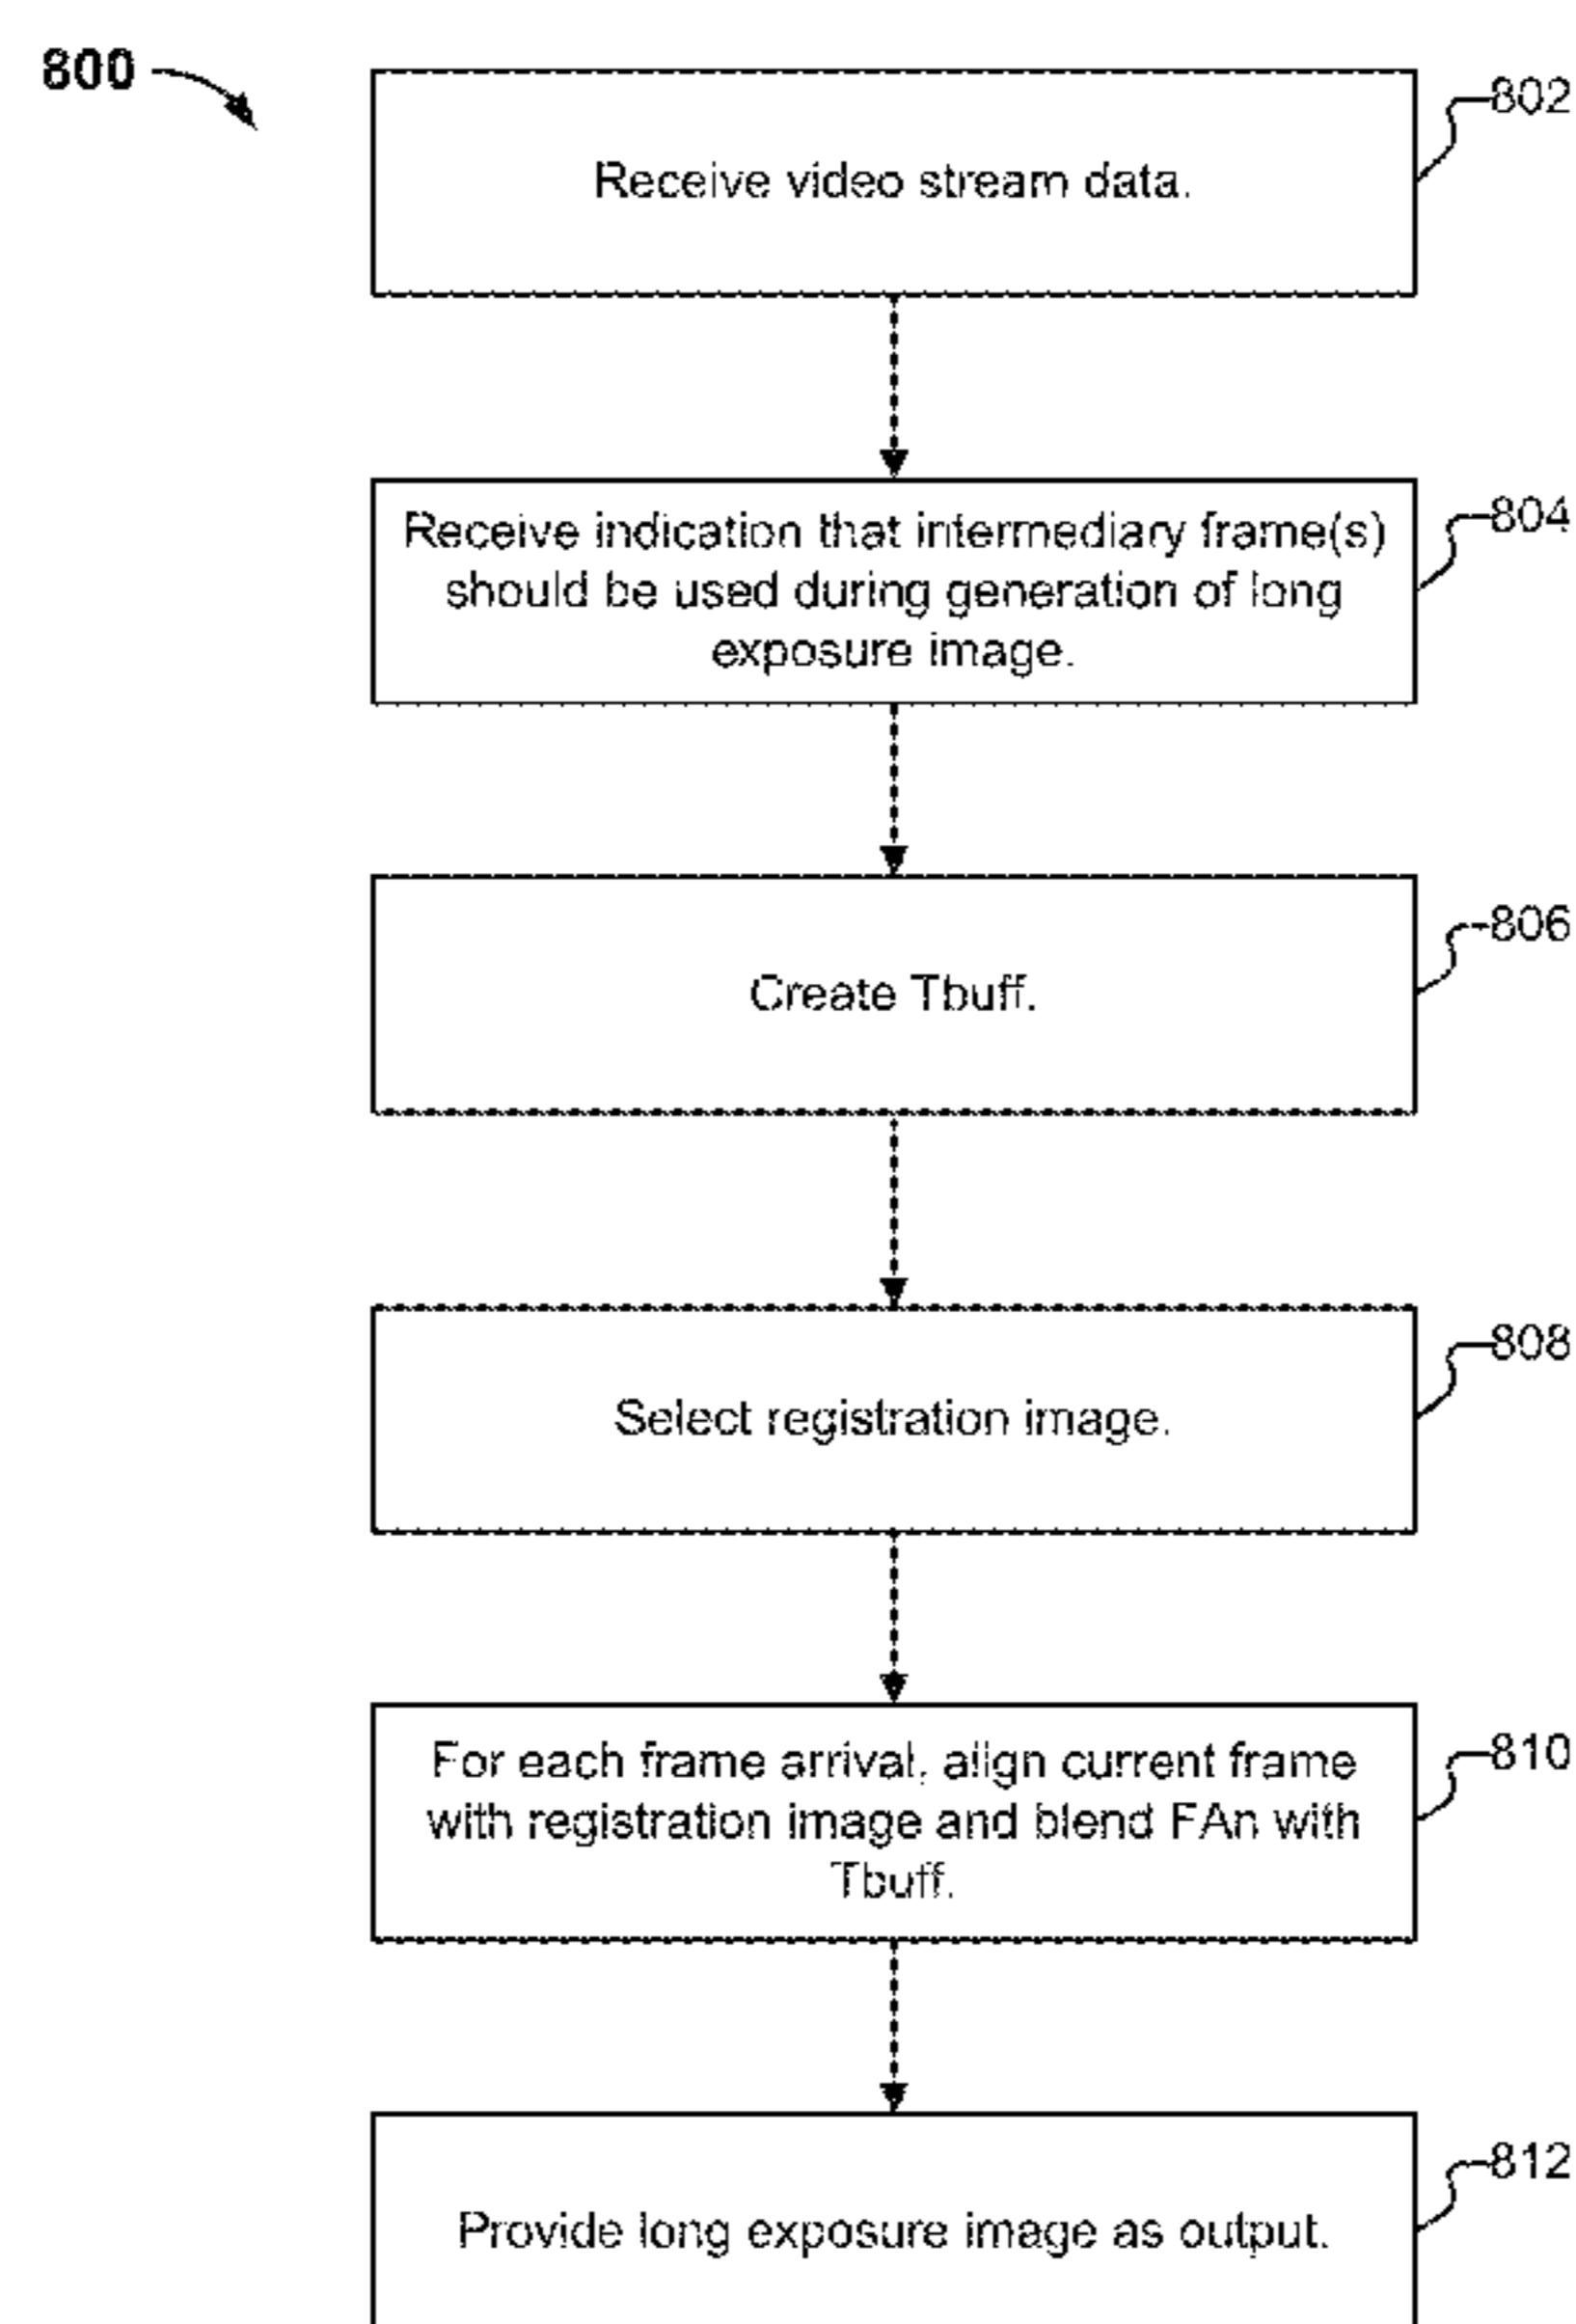 800
802
Receive video stream data.
804
Receive indication that intermediary frame(s)
should be used during generation of long
exposure image.
806
Create Tbuff.
808
Select registration image.
810
For each frame arrival, align current frame
with registration image and blend FAn with
Tbuff.
812
Provide long exposure image as output.